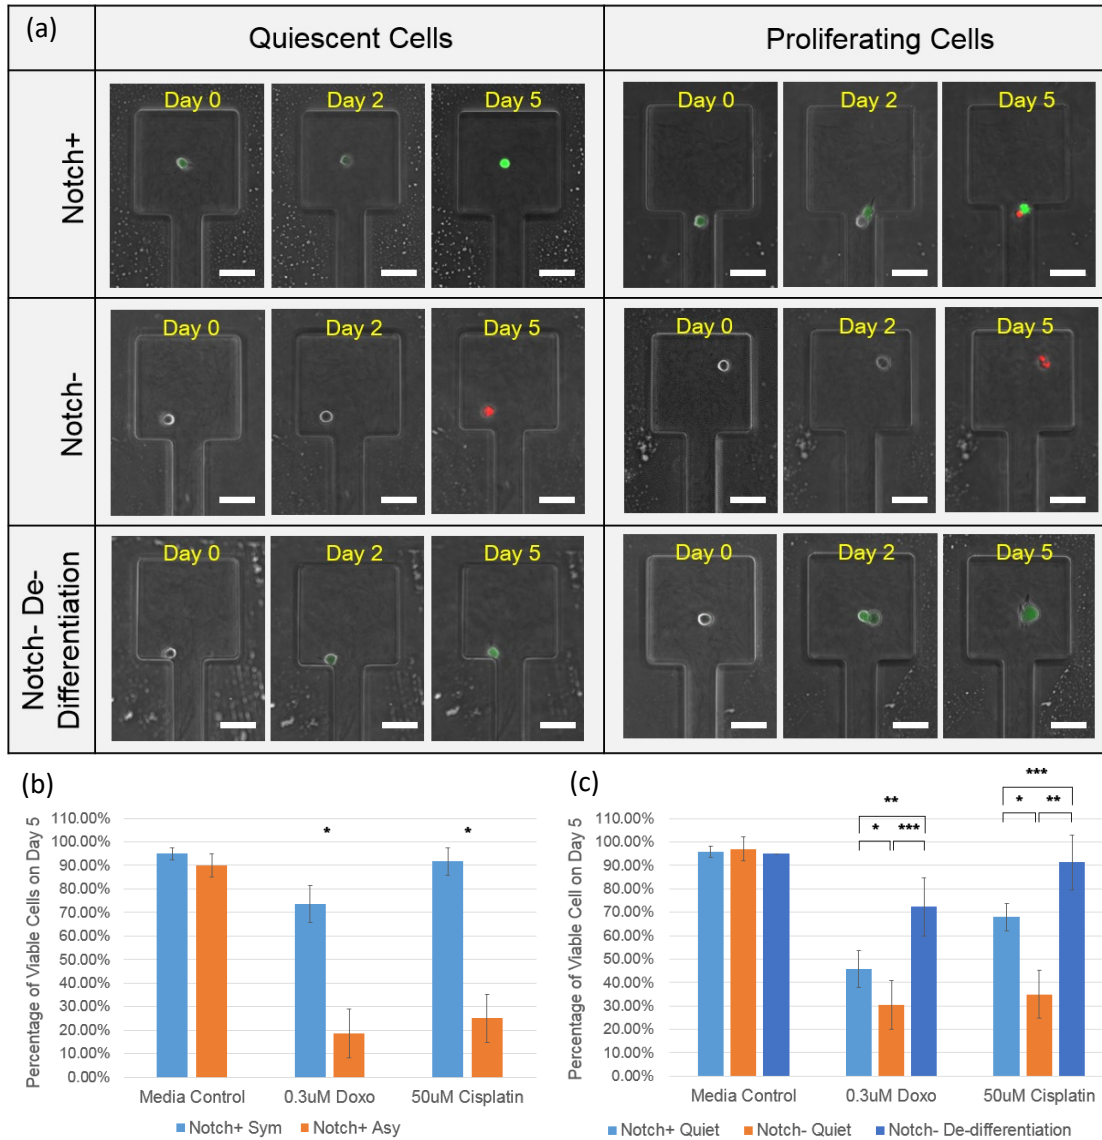 (a)
Quiescent Cells
Proliferating Cells
Notch+
Day 0
Day 2
Day 5
Day 0
Day 2
Day 5
Notch-
Day 0
Day 2
Day 5
Day 0
Day 2
Day 5
Notch- De-
Differentiation
Day 0
Day 2
Day 5
Day 0
Day 2
Day 5
(b)
Percentage of Viable Cells on Day 5
110.00%
100.00%
90.00%
80.00%
70.00%
60.00%
50.00%
40.00%
30.00%
20.00%
10.00%
0.00%
*
*
Media Control
0.3uM Doxo
50uM Cisplatin
Notch+ Sym
Notch+ Asy
(c)
Percentage of Viable Cell on Day 5
110.00%
100.00%
90.00%
80.00%
70.00%
60.00%
50.00%
40.00%
30.00%
20.00%
10.00%
0.00%
**
*
***
***
*
**
Media Control
0.3uM Doxo
50uM Cisplatin
Notch+ Quiet
Notch- Quiet
Notch- De-differentiation